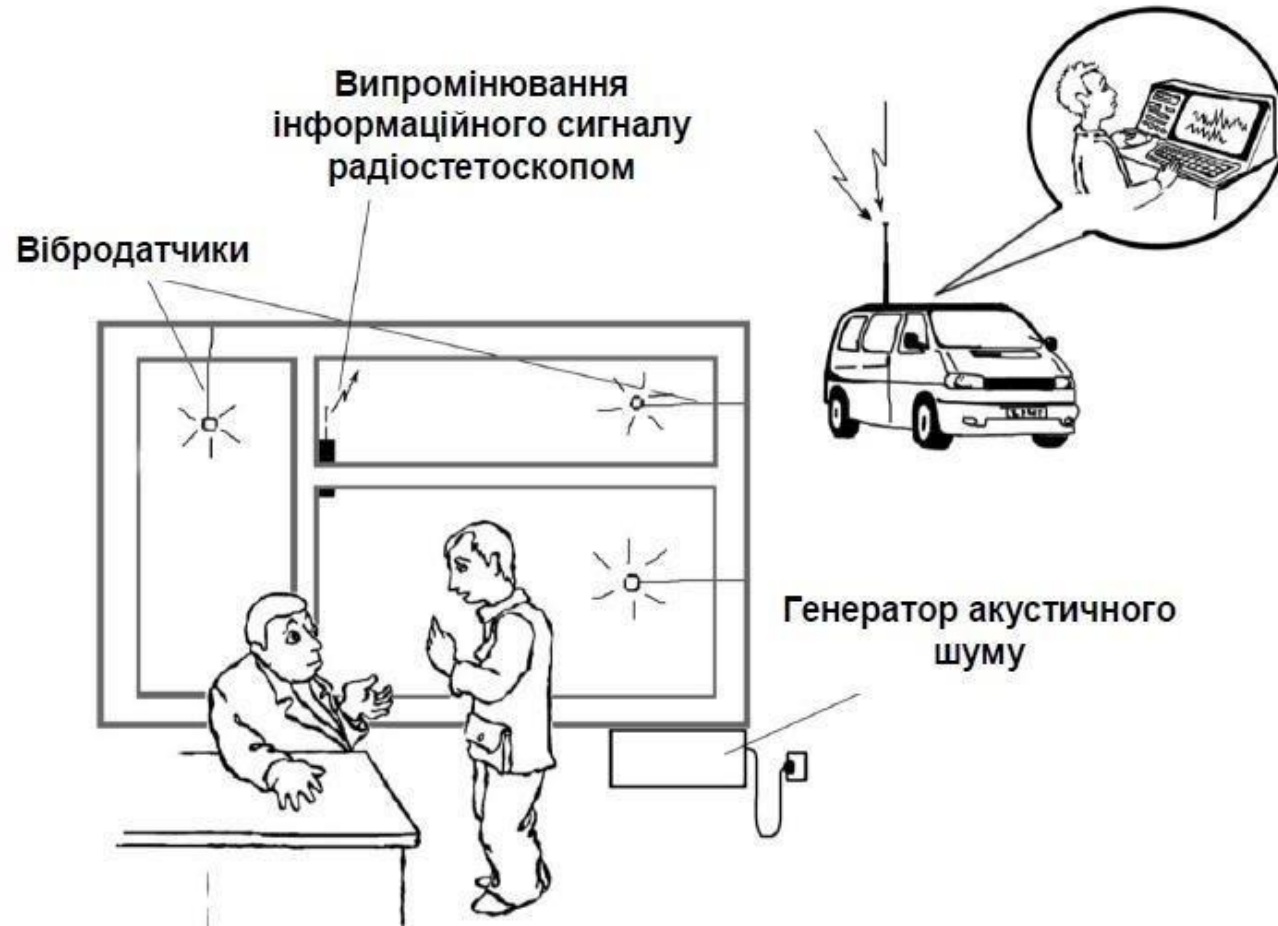 Випромінювання
інформаційного сигналу
радіостетоскопом
Вібродатчики
Генератор акустичного
шуму